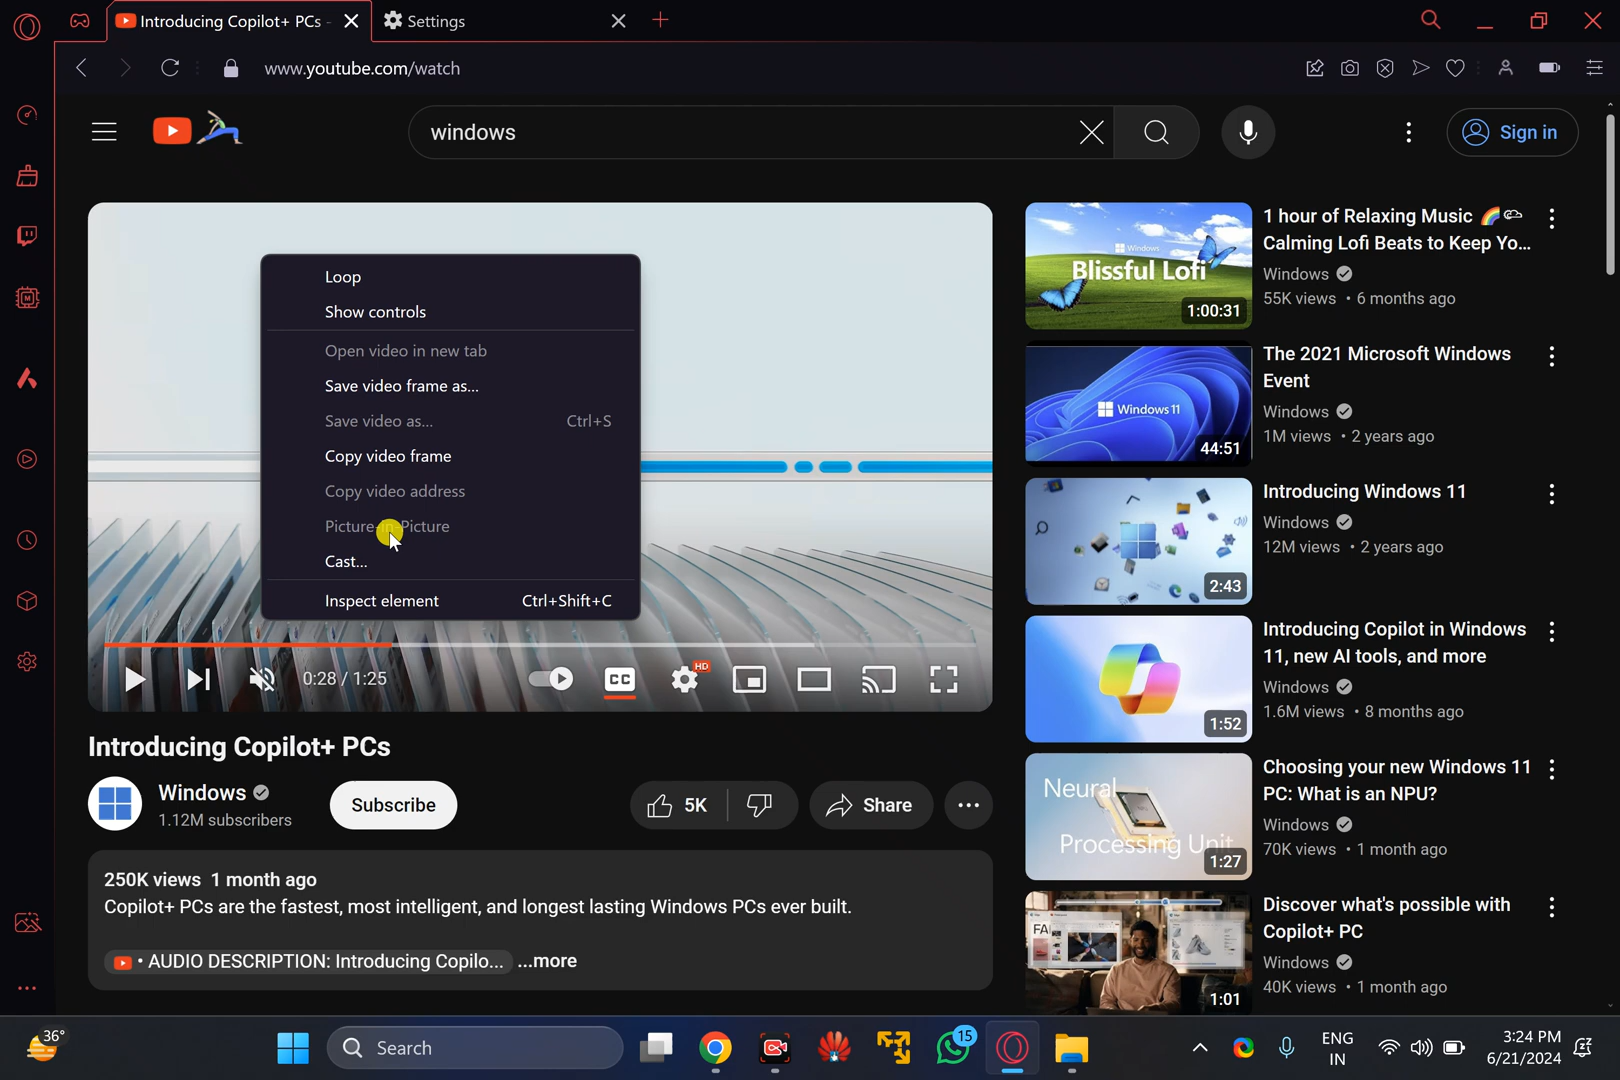 Introducing Copilot+ PCs -
Settings
www.youtube.com/watch
windows
Sign in
Loop
Show controls
Open video in new tab
Save video frame as...
Save video as... Ctrl+S
Copy video frame
Copy video address
Picture-in-Picture
Cast...
Inspect element Ctrl+Shift+C
0:28 / 1:25
CC
HD
Introducing Copilot+ PCs
Windows
1.12M subscribers
Subscribe
5K
Share
250K views 1 month ago
Copilot+ PCs are the fastest, most intelligent, and longest lasting Windows PCs ever built.
• AUDIO DESCRIPTION: Introducing Copilo... ...more
Windows
Blissful Lofi
1:00:31
1 hour of Relaxing Music 🌈🌥
Calming Lofi Beats to Keep Yo...
Windows
55K views • 6 months ago
Windows 11
44:51
The 2021 Microsoft Windows
Event
Windows
1M views • 2 years ago
2:43
Introducing Windows 11
Windows
12M views • 2 years ago
1:52
Introducing Copilot in Windows
11, new AI tools, and more
Windows
1.6M views • 8 months ago
Neural
Processing Unit
1:27
Choosing your new Windows 11
PC: What is an NPU?
Windows
70K views • 1 month ago
FA
1:01
Discover what's possible with
Copilot+ PC
Windows
40K views • 1 month ago
36°
Search
15
ENG
IN
3:24 PM
6/21/2024